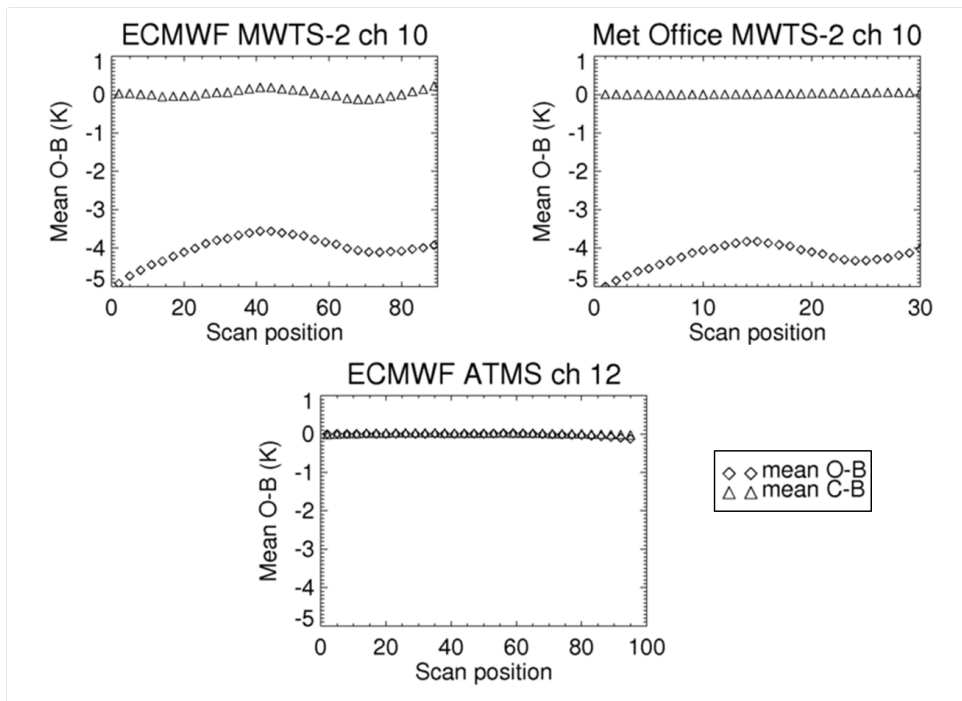 ECMWF MWTS-2 ch 10
1
0
-1
-2
-3
-4
-5
Mean O-B (K)
0 20 40 60 80
Scan position
Met Office MWTS-2 ch 10
1
0
-1
-2
-3
-4
-5
Mean O-B (K)
0 10 20 30
Scan position
ECMWF ATMS ch 12
1
0
-1
-2
-3
-4
-5
Mean O-B (K)
0 20 40 60 80 100
Scan position
mean O-B
mean C-B